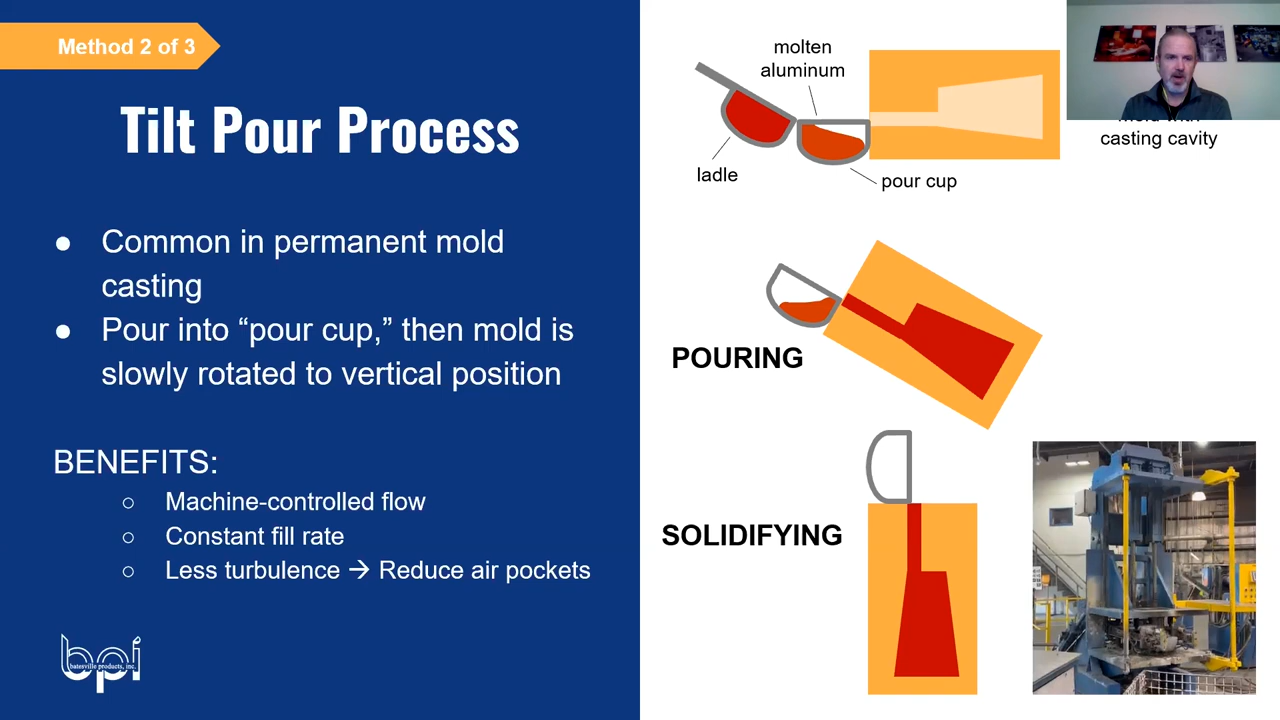 Method 2 of 3
Tilt Pour Process
● Common in permanent mold
casting
● Pour into “pour cup,” then mold is
slowly rotated to vertical position
BENEFITS:
○ Machine-controlled flow
○ Constant fill rate
○ Less turbulence → Reduce air pockets
bpi
batesville products, inc.
molten
aluminum
ladle
pour cup
mold with
casting cavity
POURING
SOLIDIFYING